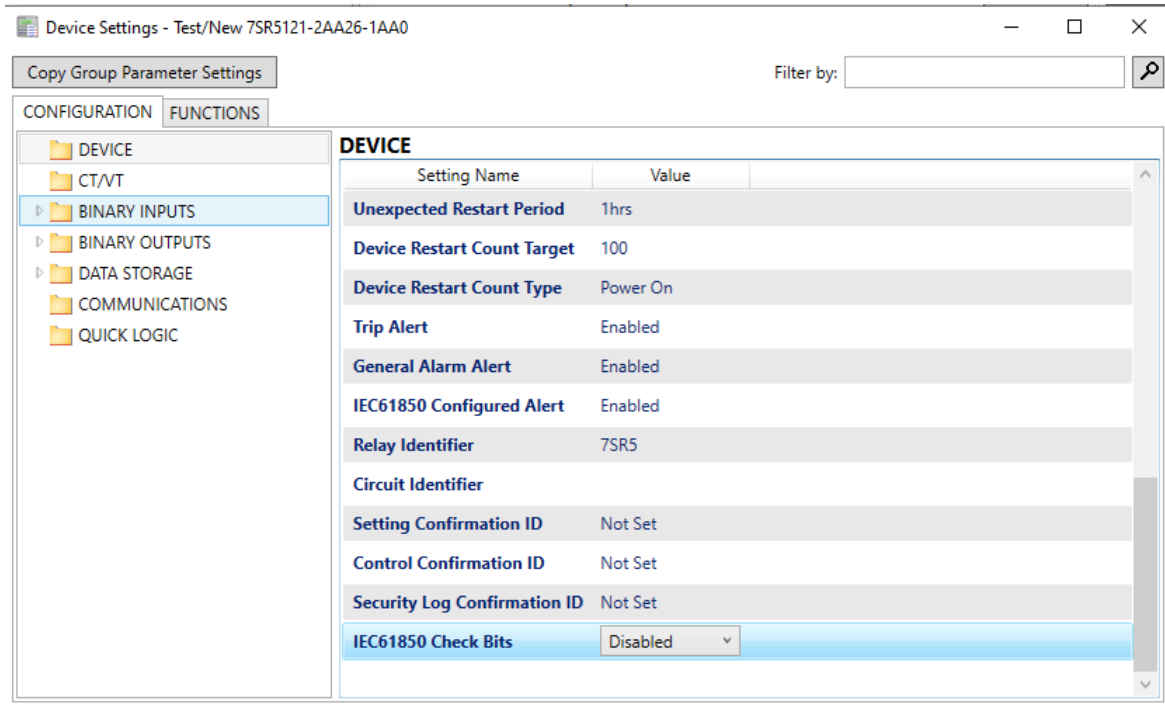 Device Settings - Test/New 7SR5121-2AA26-1AA0
Copy Group Parameter Settings
Filter by:
CONFIGURATION FUNCTIONS
DEVICE
CT/VT
BINARY INPUTS
BINARY OUTPUTS
DATA STORAGE
COMMUNICATIONS
QUICK LOGIC
DEVICE
Setting Name Value
Unexpected Restart Period 1hrs
Device Restart Count Target 100
Device Restart Count Type Power On
Trip Alert Enabled
General Alarm Alert Enabled
IEC61850 Configured Alert Enabled
Relay Identifier 7SR5
Circuit Identifier
Setting Confirmation ID Not Set
Control Confirmation ID Not Set
Security Log Confirmation ID Not Set
IEC61850 Check Bits Disabled